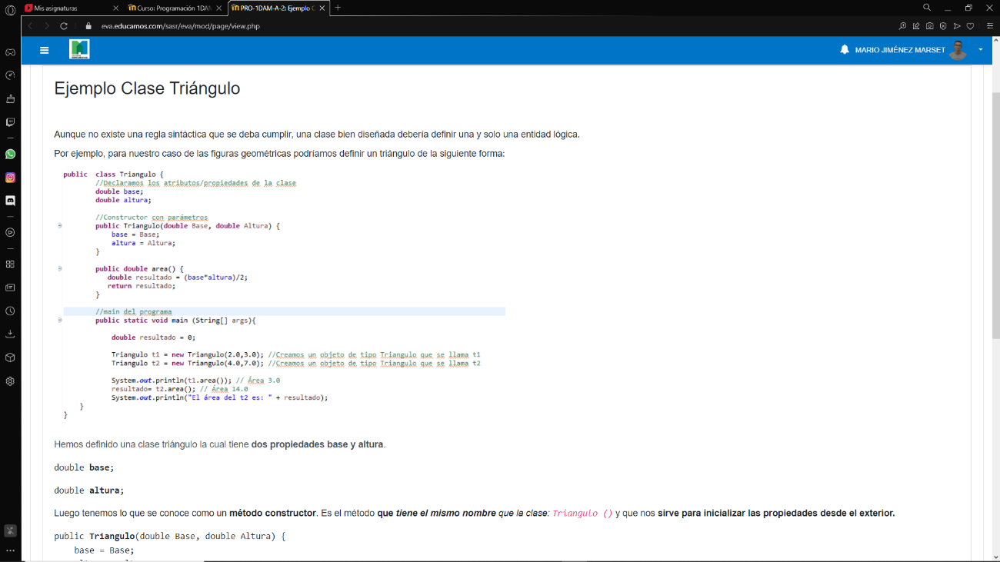 Mis asignaturas
Curso: Programación 1DAM
PRO-1DAM-A-2: Ejemplo C
eva.educamos.com/sasr/eva/mod/page/view.php
MARIO JIMÉNEZ MARSET
Ejemplo Clase Triángulo
Aunque no existe una regla sintáctica que se deba cumplir, una clase bien diseñada debería definir una y solo una entidad lógica.
Por ejemplo, para nuestro caso de las figuras geométricas podríamos definir un triángulo de la siguiente forma:
public class Triangulo {
//Declaramos los atributos/propiedades de la clase
double base;
double altura;
//Constructor con parámetros
public Triangulo(double Base, double Altura) {
base = Base;
altura = Altura;
}
public double area() {
double resultado = (base*altura)/2;
return resultado;
}
//main del programa
public static void main (String[] args){
double resultado = 0;
Triangulo t1 = new Triangulo(2.0,3.0); //Creamos un objeto de tipo Triangulo que se llama t1
Triangulo t2 = new Triangulo(4.0,7.0); //Creamos un objeto de tipo Triangulo que se llama t2
System.out.println(t1.area()); // Área 3.0
resultado= t2.area(); // Área 14.0
System.out.println("El área del t2 es: " + resultado);
}
}
Hemos definido una clase triángulo la cual tiene dos propiedades base y altura.
double base;
double altura;
Luego tenemos lo que se conoce como un método constructor. Es el método que tiene el mismo nombre que la clase: Triangulo () y que nos sirve para inicializar las propiedades desde el exterior.
public Triangulo(double Base, double Altura) {
base = Base;